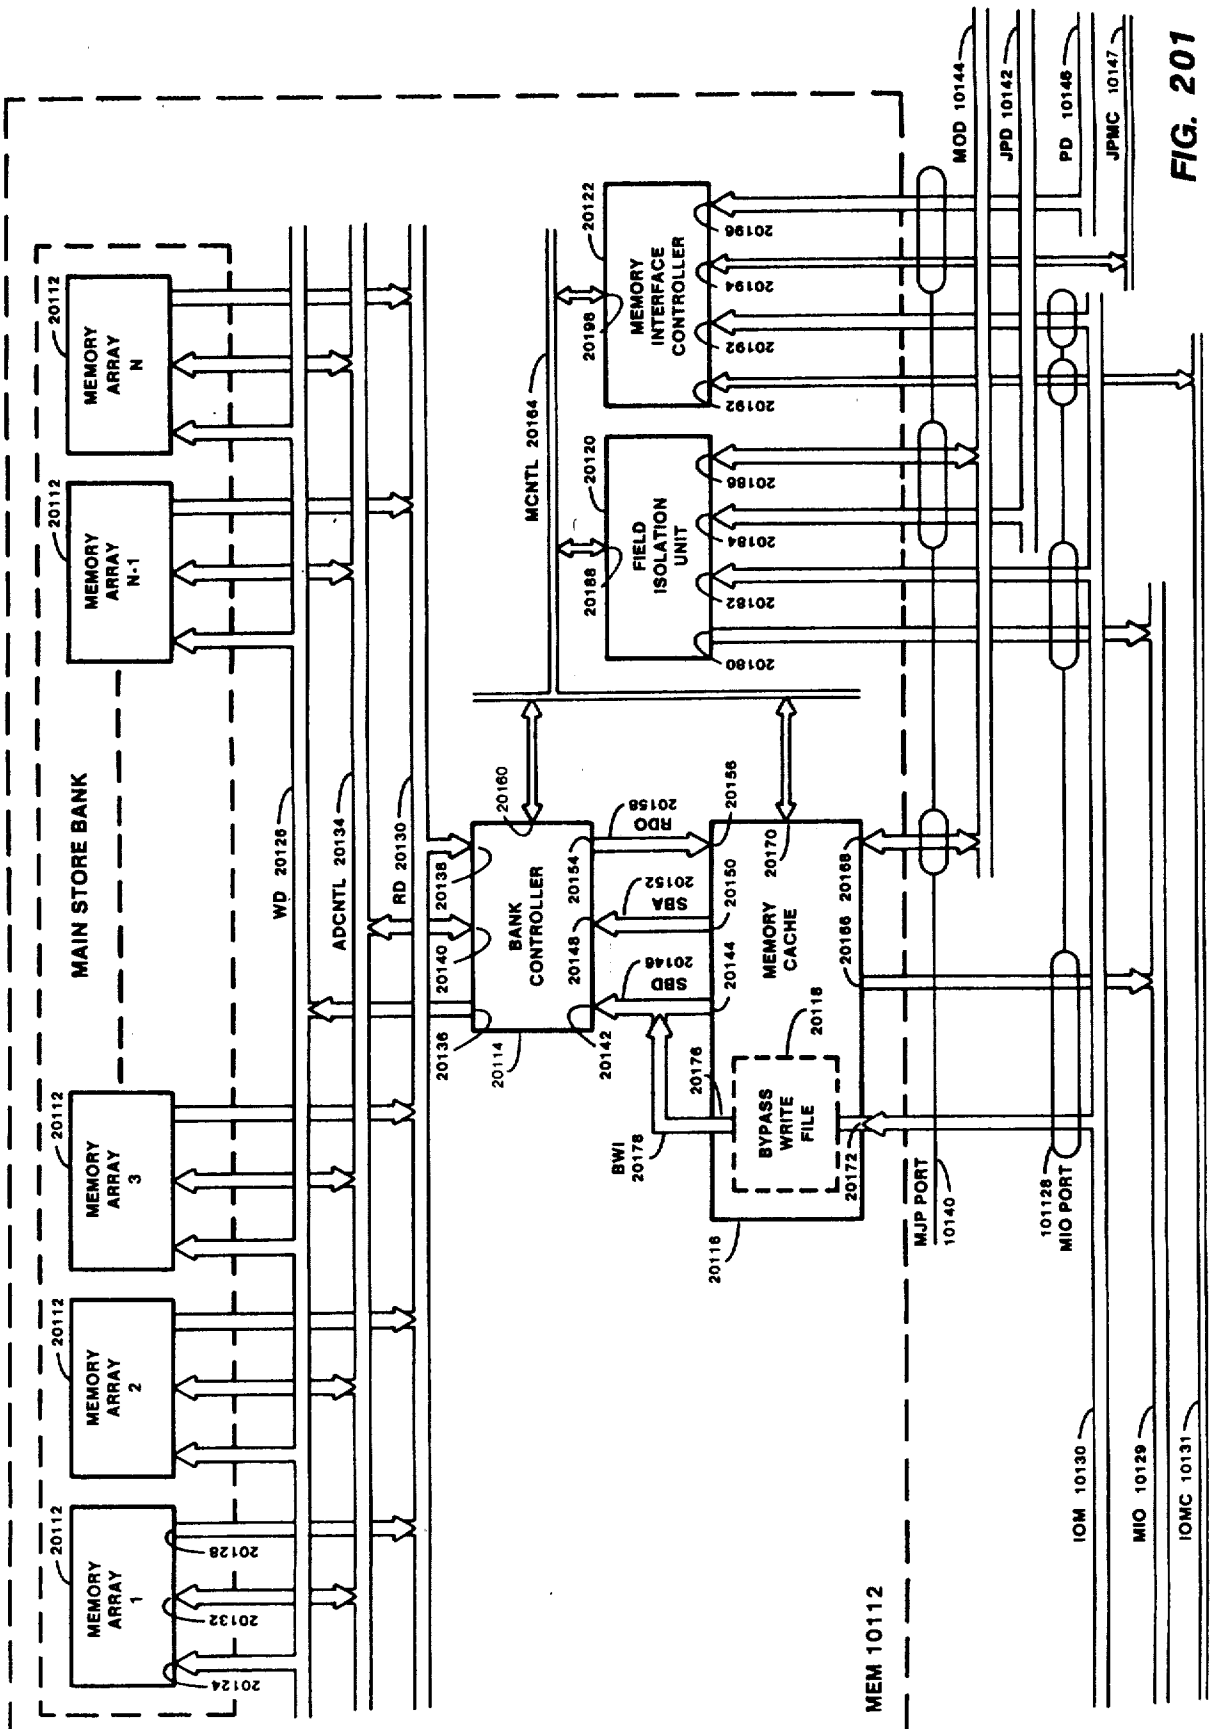 MAIN STORE BANK
MEMORY
ARRAY
1
20112
20124
20132
20128
MEMORY
ARRAY
2
20112
MEMORY
ARRAY
3
20112
MEMORY
ARRAY
N-1
20112
MEMORY
ARRAY
N
20112
WD 20126
ADCNTL 20134
RD 20130
20136
20140
20138
20114
BANK
CONTROLLER
20160
20142
20148
20154
SBD
20146
SBA
20152
RDO
20158
BWI
20178
20176
20144
20150
20156
20116
BYPASS
WRITE
FILE
20118
MEMORY
CACHE
20170
20172
20166
20168
MCNTL 20164
20188
FIELD
ISOLATION
UNIT
20120
20180
20182
20184
20186
20198
MEMORY
INTERFACE
CONTROLLER
20122
20192
20192
20194
20196
MEM 10112
MJP PORT
10140
101128
MIO PORT
MOD 10144
JPD 10142
PD 10146
JPMC 10147
IOM 10130
MIO 10129
IOMC 10131
FIG. 201